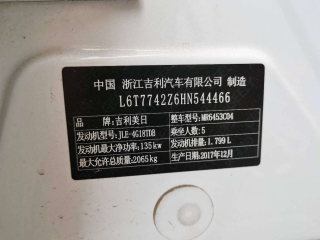 中国 浙江吉利汽车有限公司 制造
L6T7742Z6HN544466
品牌：吉利美日 整车型号：MR6453C04
发动机型号：JLE-4G18TDB 乘坐人数：5
发动机最大净功率：135kw 发动机排量：1.799 L
最大允许总质量：2065kg 生产日期：2017年12月